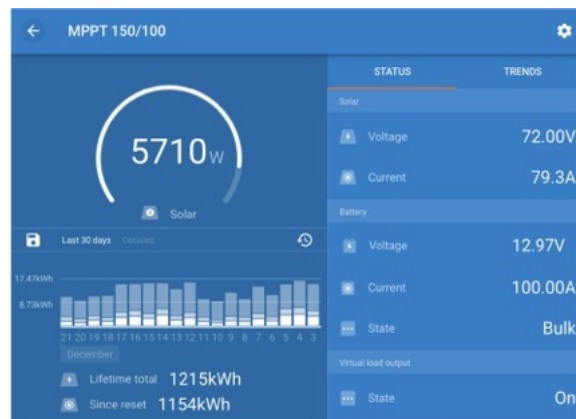 MPPT 150/100
5710W
Solar
Last 30 days Detailed
17.47kWh
8.73kWh
21 20 19 18 17 16 15 14 13 12 11 10 9 8 7 6 5 4 3
December
Lifetime total 1215kWh
Since reset 1154kWh
STATUS TRENDS
Solar
Voltage 72.00V
Current 79.3A
Battery
Voltage 12.97V
Current 100.00A
State Bulk
Virtual load output
State On